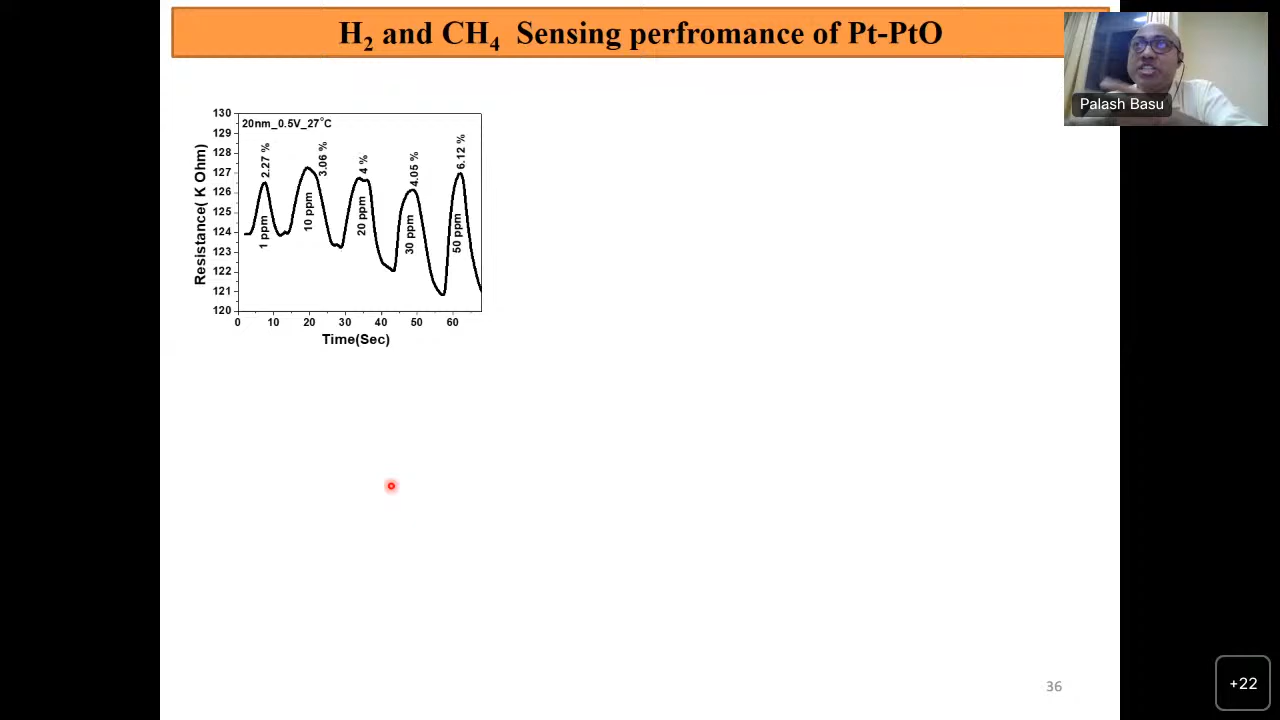 H2 and CH4 Sensing perfromance of Pt-PtO
Palash Basu
20nm_0.5V_27°C
130
129
128
127
126
125
124
123
122
121
120
Resistance( K Ohm)
2.27 %
3.06 %
4 %
4.05 %
6.12 %
1 ppm
10 ppm
20 ppm
30 ppm
50 ppm
0 10 20 30 40 50 60
Time(Sec)
36
+22